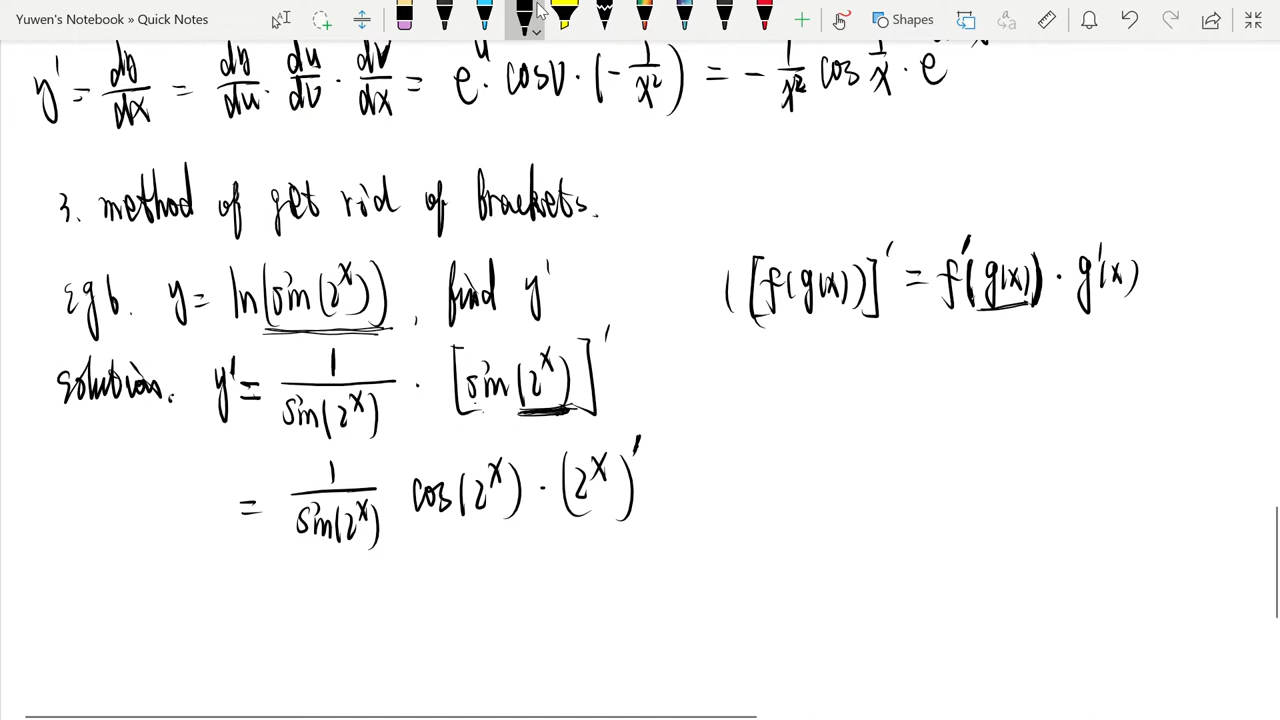 Yuwen's Notebook » Quick Notes
Shapes
y' = dy/dx = dy/du · du/dv · dv/dx = e^u · cosv · (- 1/x²) = - 1/x² cos 1/x · e
3. method of get rid of brackets.
eg6. y = ln(sin(2^x)), find y'
([f(g(x))]' = f'(g(x)) · g'(x)
solution. y' = 1/sin(2^x) · [sin(2^x)]'
= 1/sin(2^x) cos(2^x) · (2^x)'